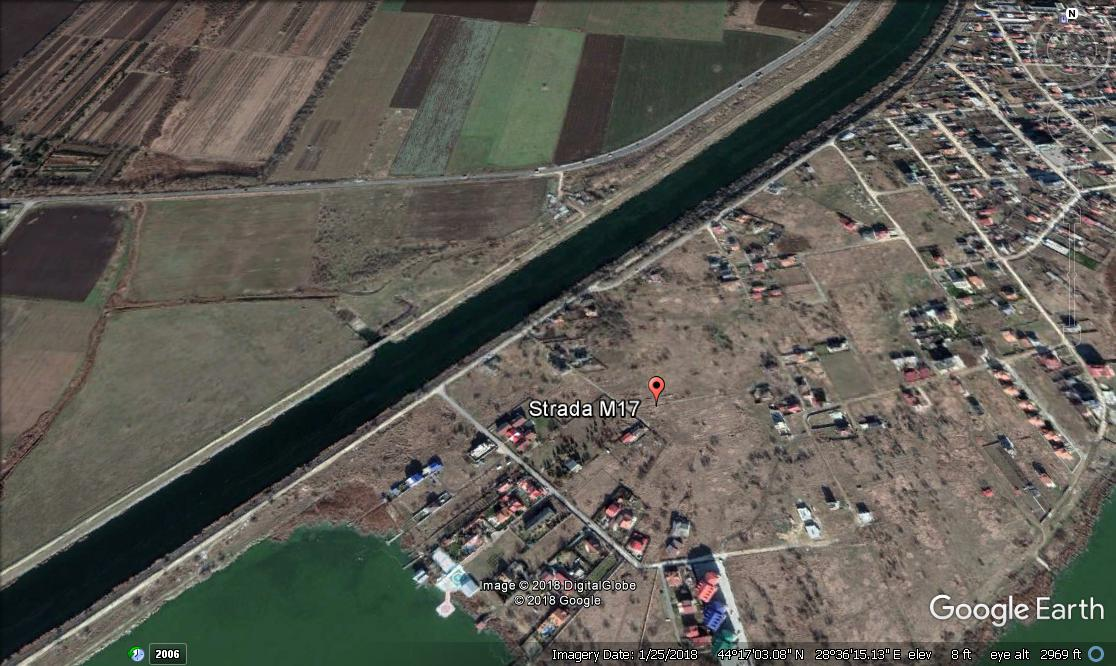 N
Strada M17
Image © 2018 DigitalGlobe
© 2018 Google
Google Earth
2006
Imagery Date: 1/25/2018 44°17'03.08" N 28°36'15.13" E elev 8 ft eye alt 2969 ft